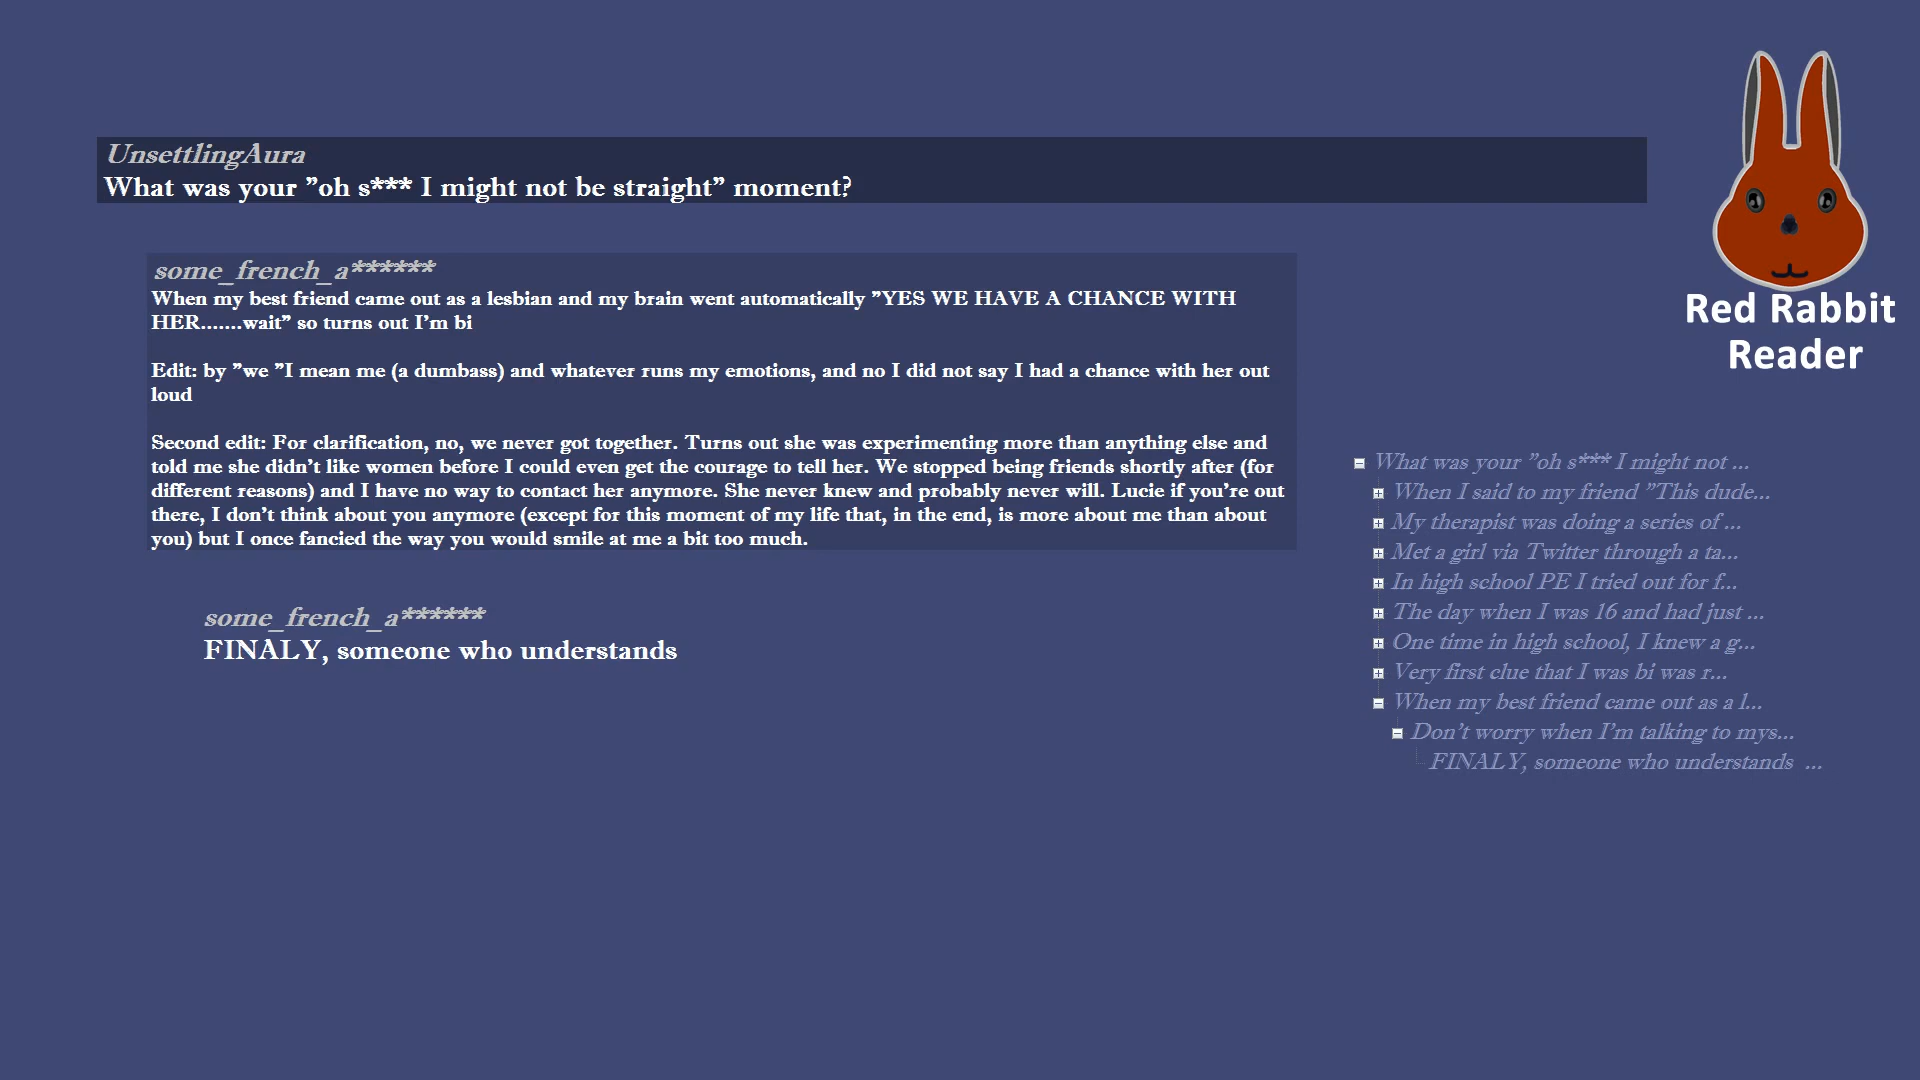 UnsettlingAura
What was your "oh s*** I might not be straight" moment?
some_french_a******
When my best friend came out as a lesbian and my brain went automatically "YES WE HAVE A CHANCE WITH
HER.......wait" so turns out I'm bi
Edit: by "we "I mean me (a dumbass) and whatever runs my emotions, and no I did not say I had a chance with her out
loud
Second edit: For clarification, no, we never got together. Turns out she was experimenting more than anything else and
told me she didn't like women before I could even get the courage to tell her. We stopped being friends shortly after (for
different reasons) and I have no way to contact her anymore. She never knew and probably never will. Lucie if you're out
there, I don't think about you anymore (except for this moment of my life that, in the end, is more about me than about
you) but I once fancied the way you would smile at me a bit too much.
some_french_a******
FINALY, someone who understands
Red Rabbit
Reader
What was your "oh s*** I might not ...
When I said to my friend "This dude...
My therapist was doing a series of ...
Met a girl via Twitter through a ta...
In high school PE I tried out for f...
The day when I was 16 and had just ...
One time in high school, I knew a g...
Very first clue that I was bi was r...
When my best friend came out as a l...
Don't worry when I'm talking to mys...
FINALY, someone who understands ...